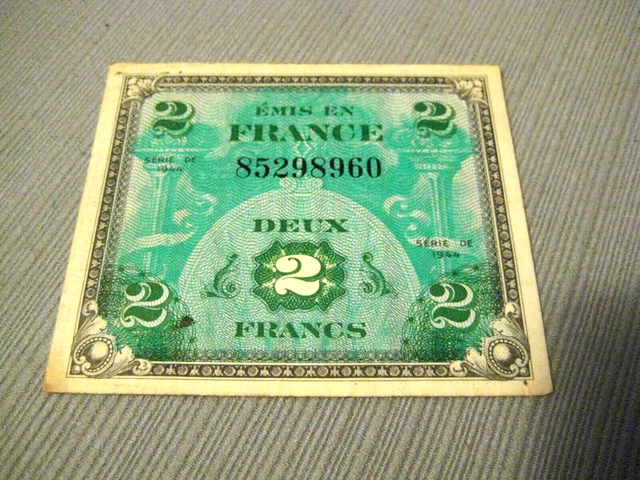 2 ÉMIS EN 2
FRANCE
SÉRIE DE
1944
85298960
DEUX
SÉRIE DE
1944
2 2 2
FRANCS